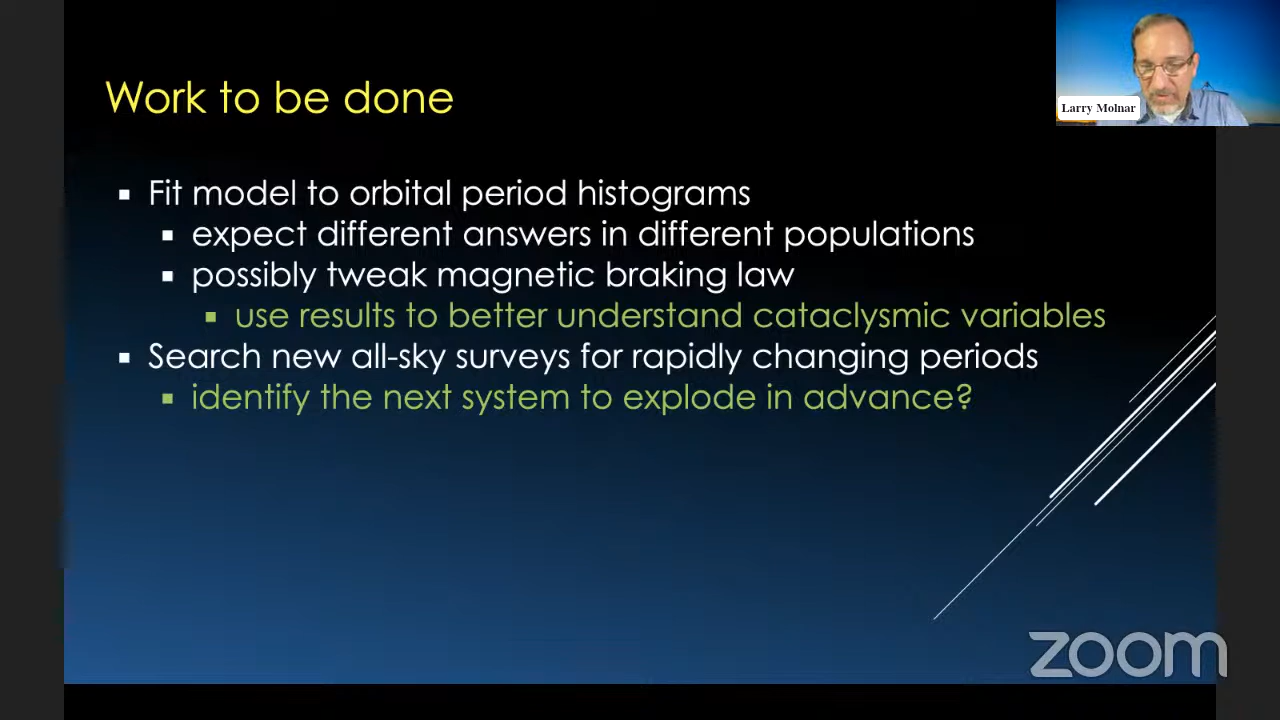 Work to be done
Larry Molnar
▪ Fit model to orbital period histograms
▪ expect different answers in different populations
▪ possibly tweak magnetic braking law
▪ use results to better understand cataclysmic variables
▪ Search new all-sky surveys for rapidly changing periods
▪ identify the next system to explode in advance?
zoom